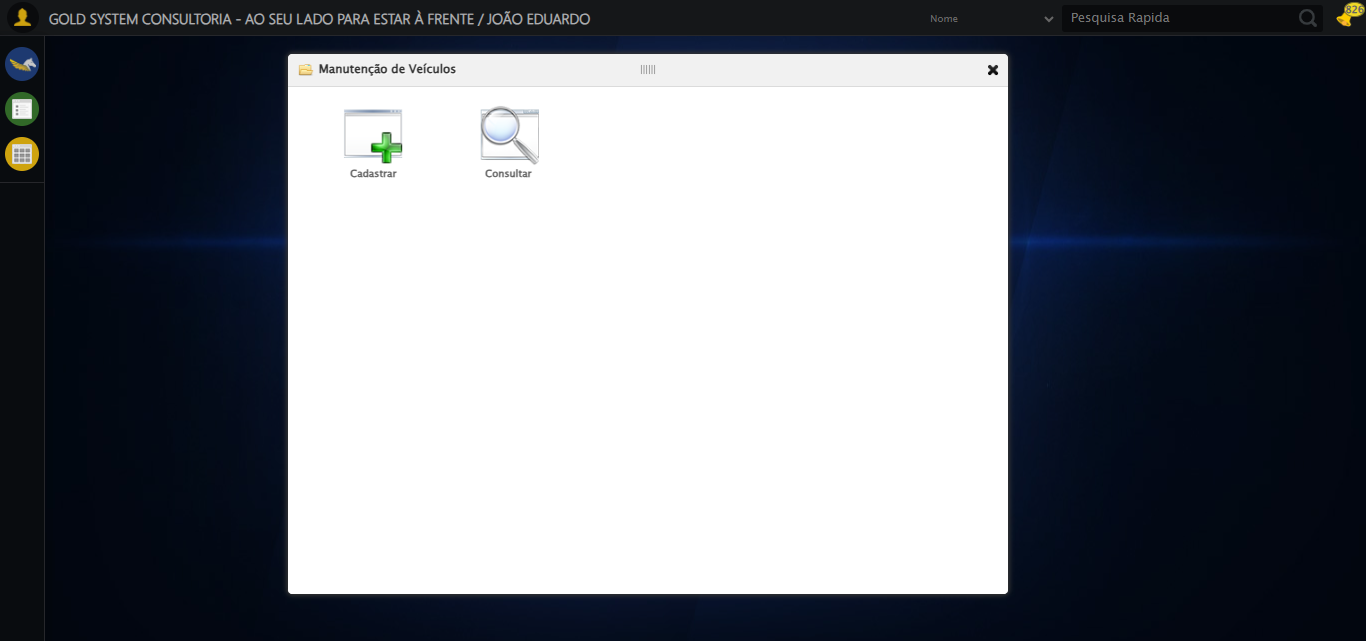 GOLD SYSTEM CONSULTORIA - AO SEU LADO PARA ESTAR À FRENTE / JOÃO EDUARDO
Nome
Pesquisa Rapida
826
Manutenção de Veículos
Cadastrar
Consultar